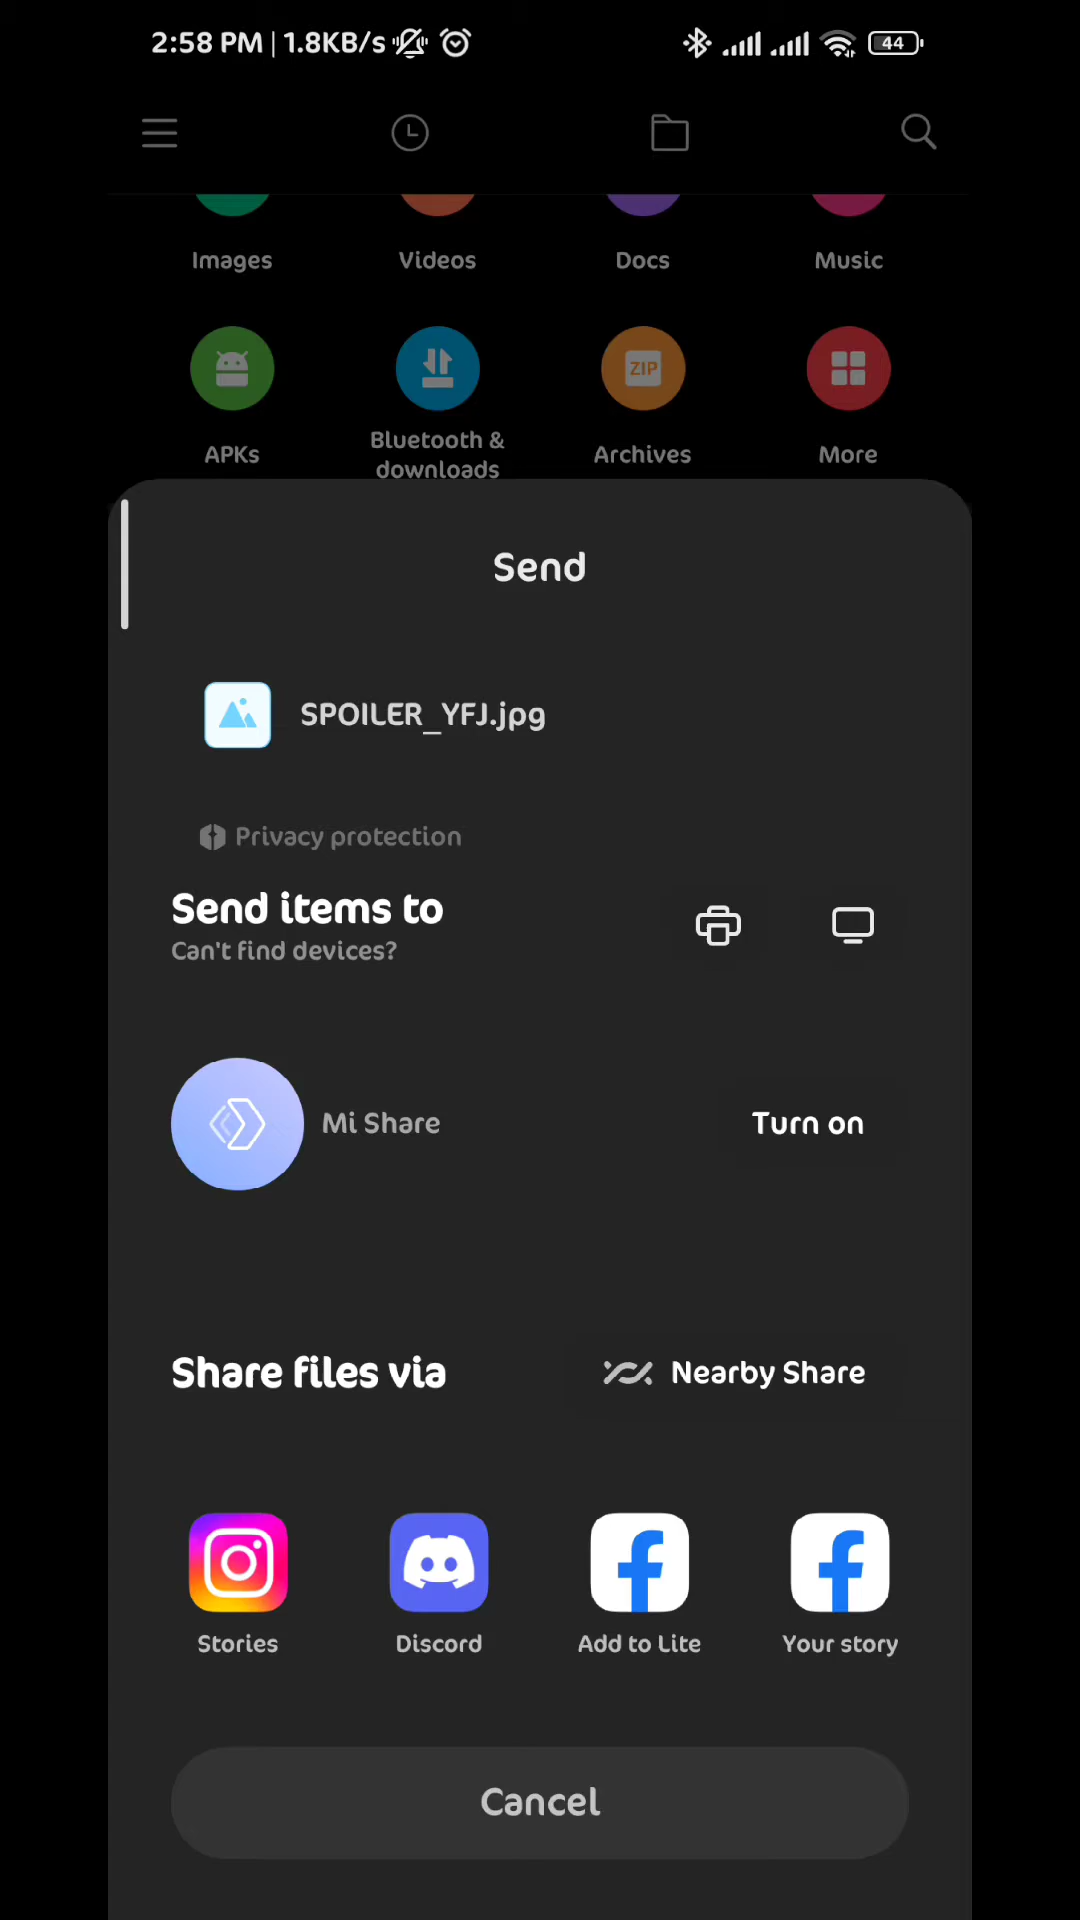 2:58 PM | 1.8KB/s
44
Images Videos Docs Music
ZIP
APKs Bluetooth & downloads Archives More
Send
SPOILER_YFJ.jpg
Privacy protection
Send items to
Can't find devices?
Mi Share Turn on
Share files via Nearby Share
Stories Discord Add to Lite Your story
Cancel